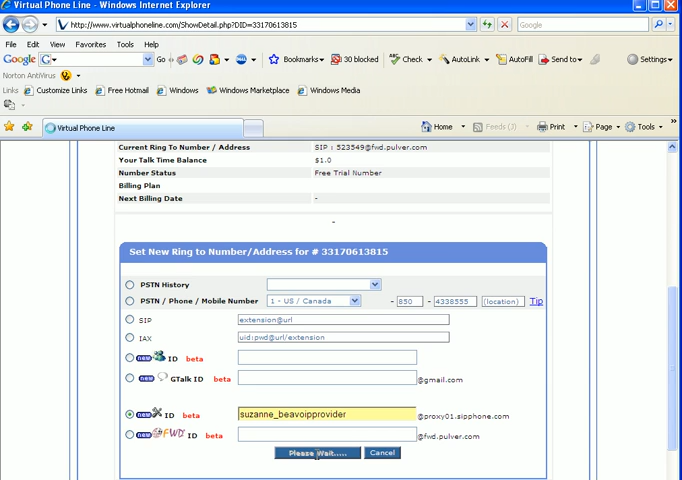 Virtual Phone Line - Windows Internet Explorer
http://www.virtualphoneline.com/ShowDetail.php?DID=33170613815
Google
File Edit View Favorites Tools Help
Google G Go Bookmarks 30 blocked Check AutoLink AutoFill Send to Settings
Norton AntiVirus
Links Customize Links Free Hotmail Windows Windows Marketplace Windows Media
Virtual Phone Line Home Feeds (J) Print Page Tools
Current Ring To Number / Address SIP : 523549@fwd.pulver.com
Your Talk Time Balance $1.0
Number Status Free Trial Number
Billing Plan
Next Billing Date -
-
Set New Ring to Number/Address for # 33170613815
PSTN History
PSTN / Phone / Mobile Number 1 - US / Canada - 850 - 4338555 (location) Tip
SIP extension@url
IAX uid:pwd@url/extension
new ID beta
new GTalk ID beta @gmail.com
new ID beta suzanne_beavoipprovider @proxy01.sipphone.com
new FWD ID beta @fwd.pulver.com
Please Wait..... Cancel